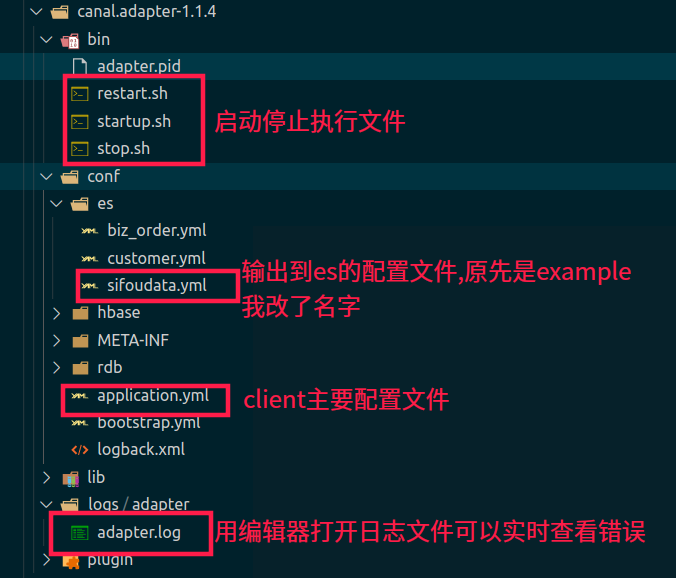 canal.adapter-1.1.4
bin
adapter.pid
restart.sh
startup.sh
启动停止执行文件
stop.sh
conf
es
biz_order.yml
customer.yml
sifoudata.yml
输出到es的配置文件,原先是example
我改了名字
hbase
META-INF
rdb
application.yml
client主要配置文件
bootstrap.yml
logback.xml
lib
logs / adapter
adapter.log
用编辑器打开日志文件可以实时查看错误
plugin